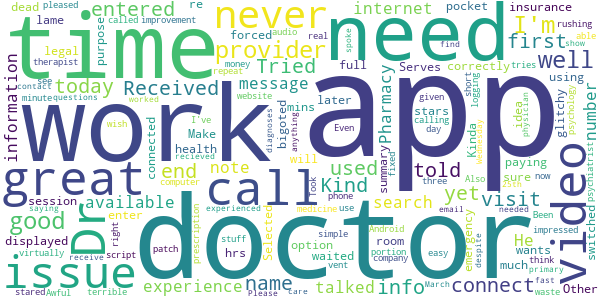 dead pleased called improvement
lame
legal
therapist
time
entered
re
purpose
forced
audio
real
spoke
never
provider
today
Received
Tried
message
internet
need
pocket
insurance
I'm
rushing
first
able
show
tries
well
using
correctly
idea
physician
glitchy
day
calling
given
stars
Pharmacy
full
Serves
money
repeat
website
find
information
minute
questions
worked
see
contact
work
app
wish
I've
Make
health
recieved
computer
mins
later
bigoted
diagnoses
anything
Even
three
phone
connected
will
note
end
used
Kind
summary
told
fixed
Kinda
yet
Also
short
logging
now
psychology
wednesday
paying
sure
number
switched
psychiatrist
great
call
session
displayed
virtually
saying
good
Dr
available
enter
experienced
stuff
prescription
medicine
script
right
receive
look
use
search
simple
option
waited
hrs
vent
room
portion
company
Android
email
needed
easy
emergency
visit
He
wants
much
Been
25th
impressed
despite
think
primary
fast
waste
Other
video
issue
doctor
experience
name
Selected
patch
Please
care
talked
info
connect
March
stared
Awful
terrible